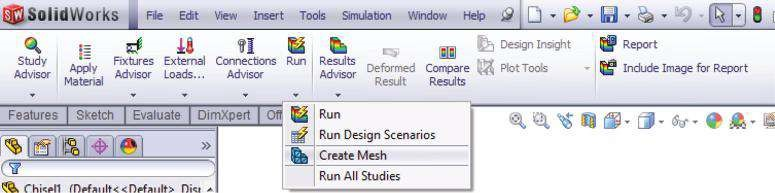 SolidWorks File Edit View Insert Tools Simulation Window Help
Study Advisor
Apply Material
Fixtures Advisor
External Loads...
Connections Advisor
Run
Results Advisor
Deformed Result
Compare Results
Design Insight
Plot Tools
Report
Include Image for Report
Features Sketch Evaluate DimXpert Off
Run
Run Design Scenarios
Create Mesh
Run All Studies
Chisel1 (Default<<Default>